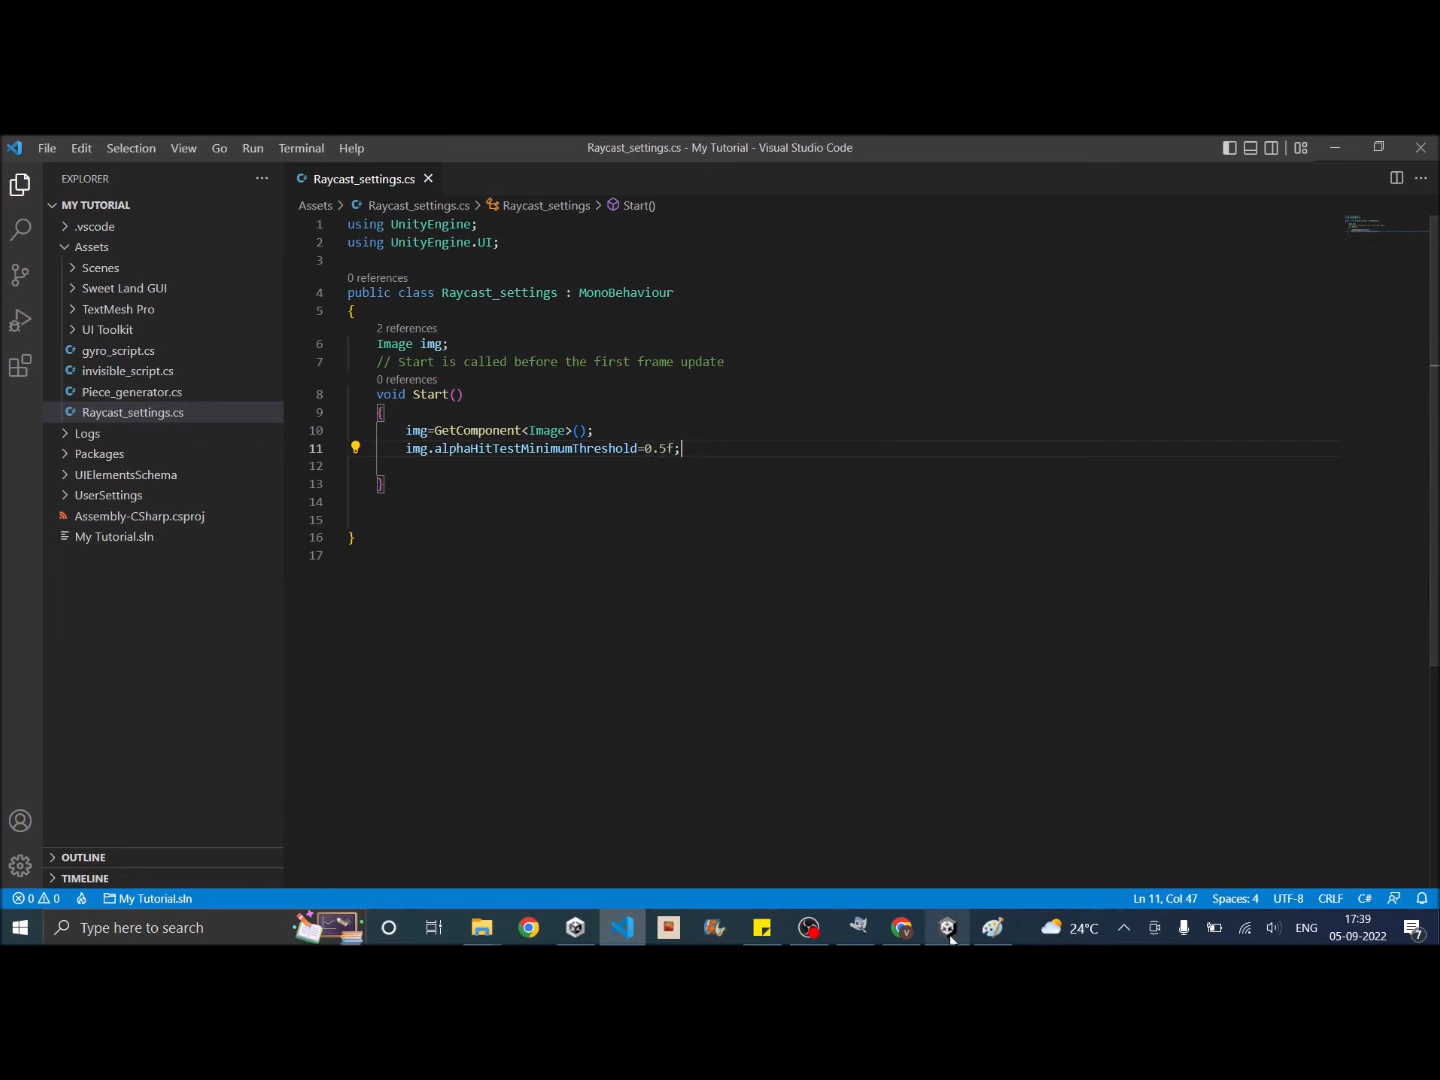 File Edit Selection View Go Run Terminal Help
Raycast_settings.cs - My Tutorial - Visual Studio Code
EXPLORER
MY TUTORIAL
.vscode
Assets
Scenes
Sweet Land GUI
TextMesh Pro
UI Toolkit
gyro_script.cs
invisible_script.cs
Piece_generator.cs
Raycast_settings.cs
Logs
Packages
UIElementsSchema
UserSettings
Assembly-CSharp.csproj
My Tutorial.sln
OUTLINE
TIMELINE
Raycast_settings.cs
Assets > Raycast_settings.cs > Raycast_settings > Start()
1 using UnityEngine;
2 using UnityEngine.UI;
3
0 references
4 public class Raycast_settings : MonoBehaviour
5 {
2 references
6 Image img;
7 // Start is called before the first frame update
0 references
8 void Start()
9 {
10 img=GetComponent<Image>();
11 img.alphaHitTestMinimumThreshold=0.5f;
12
13 }
14
15
16 }
17
0 0 My Tutorial.sln
Ln 11, Col 47 Spaces: 4 UTF-8 CRLF C#
Type here to search
24°C
ENG
17:39
05-09-2022
7